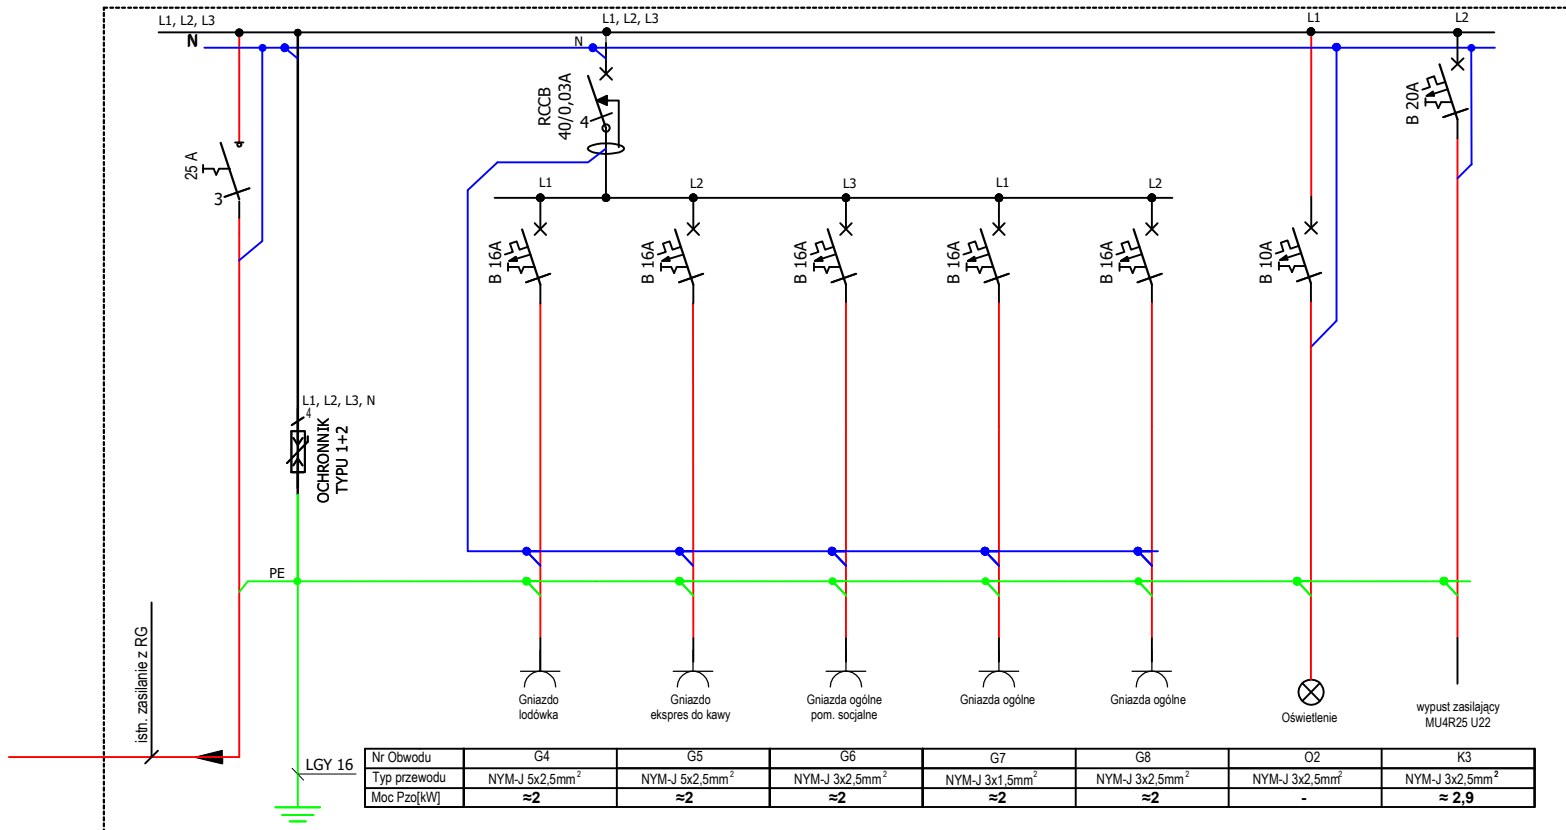 L1, L2, L3
L1, L2, L3
L1
L2
N
N
RCCB
40/0,03A
4
B 20A
25 A
3
L1
L2
L3
L1
L2
B 16A
B 16A
B 16A
B 16A
B 16A
B 10A
L1, L2, L3, N
4
OCHRONNIK
TYPU 1+2
PE
istn. zasilanie z RG
Gniazdo
lodówka
Gniazdo
ekspres do kawy
Gniazda ogólne
pom. socjalne
Gniazda ogólne
Gniazda ogólne
Oświetlenie
wypust zasilający
MU4R25 U22
LGY 16
Nr Obwodu G4 G5 G6 G7 G8 O2 K3
Typ przewodu NYM-J 5x2,5mm² NYM-J 5x2,5mm² NYM-J 3x2,5mm² NYM-J 3x1,5mm² NYM-J 3x2,5mm² NYM-J 3x2,5mm² NYM-J 3x2,5mm²
Moc Pzo[kW] ≈2 ≈2 ≈2 ≈2 ≈2 - ≈ 2,9